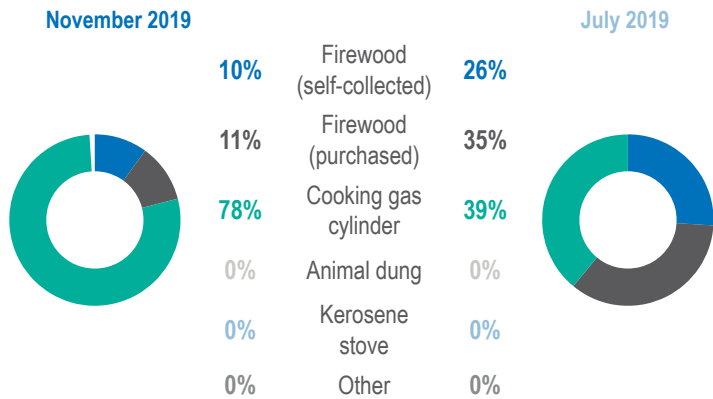 November 2019
July 2019
10%
Firewood
(self-collected)
26%
11%
Firewood
(purchased)
35%
78%
Cooking gas
cylinder
39%
0%
Animal dung
0%
0%
Kerosene
stove
0%
0%
Other
0%